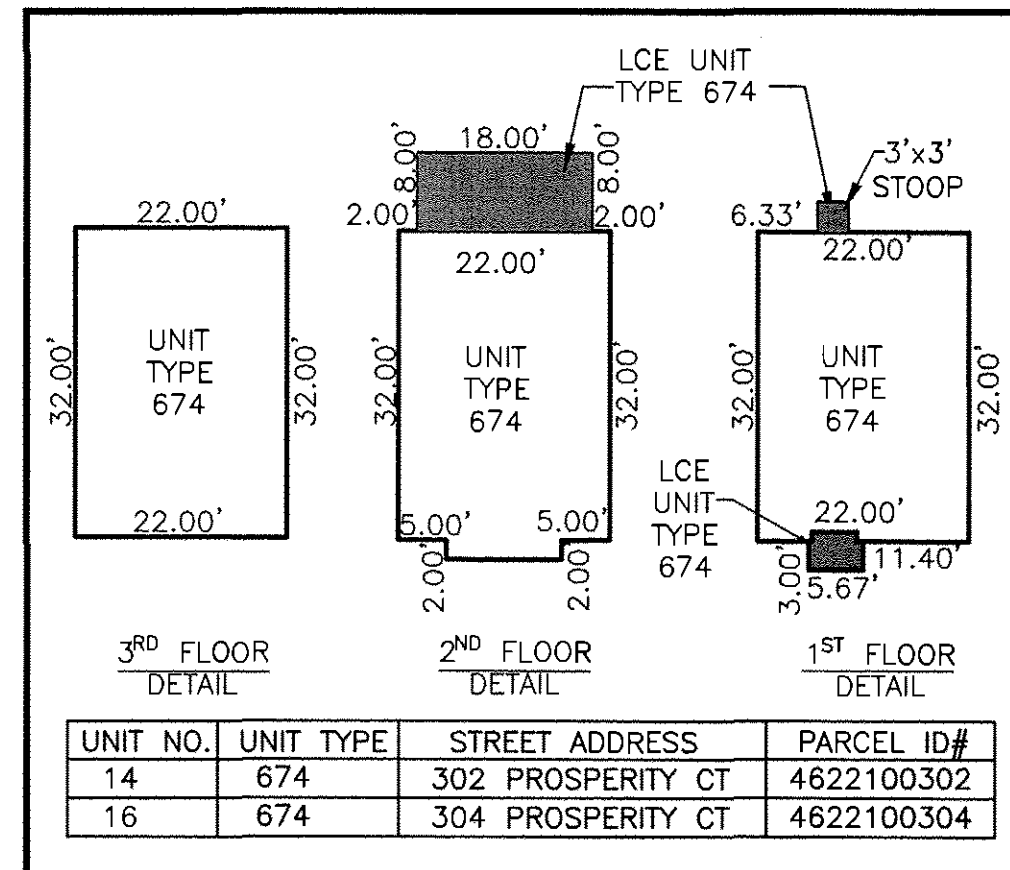 LCE UNIT
TYPE 674
18.00'
8.00'
8.00'
3'x3'
STOOP
2.00'
2.00'
6.33'
22.00'
22.00'
22.00'
32.00'
UNIT
TYPE
674
32.00'
32.00'
UNIT
TYPE
674
32.00'
32.00'
UNIT
TYPE
674
32.00'
LCE
UNIT
TYPE
674
22.00'
5.00'
5.00'
2.00'
2.00'
22.00'
3.00'
5.67'
11.40'
3RD FLOOR
DETAIL
2ND FLOOR
DETAIL
1ST FLOOR
DETAIL
UNIT NO. UNIT TYPE STREET ADDRESS PARCEL ID#
14 674 302 PROSPERITY CT 4622100302
16 674 304 PROSPERITY CT 4622100304